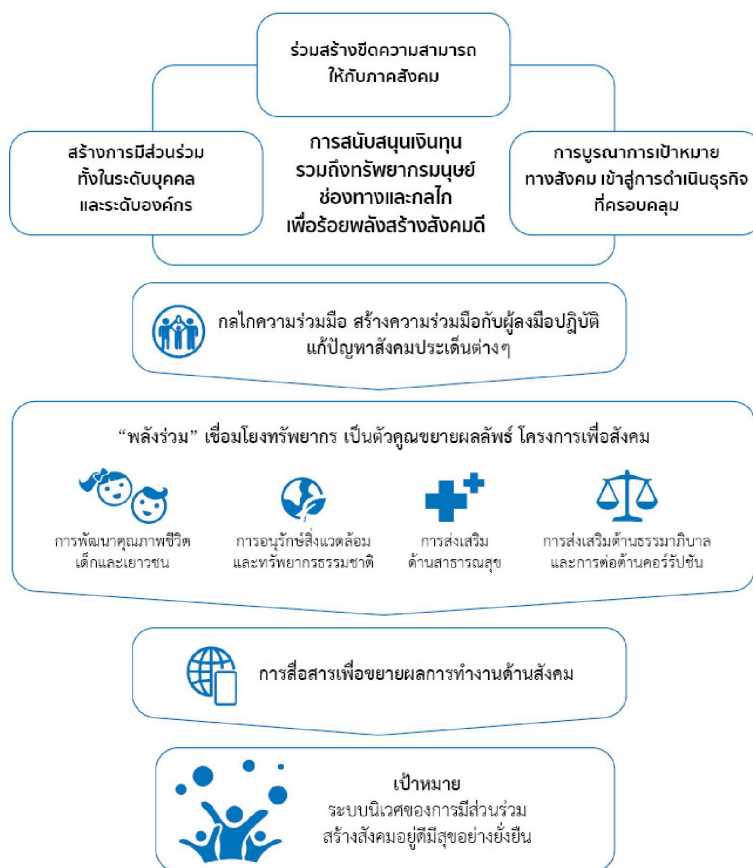 ร่วมสร้างขีดความสามารถ
ให้กับภาคสังคม
สร้างการมีส่วนร่วม
ทั้งในระดับบุคคล
และระดับองค์กร
การสนับสนุนเงินทุน
รวมถึงทรัพยากรมนุษย์
ช่องทางและกลไก
เพื่อร้อยพลังสร้างสังคมดี
การบูรณาการเป้าหมาย
ทางสังคม เข้าสู่การดำเนินธุรกิจ
ที่ครอบคลุม
กลไกความร่วมมือ สร้างความร่วมมือกับผู้ลงมือปฏิบัติ
แก้ปัญหาสังคมประเด็นต่างๆ
“พลังร่วม” เชื่อมโยงทรัพยากร เป็นตัวคูณขยายผลลัพธ์ โครงการเพื่อสังคม
การพัฒนาคุณภาพชีวิต
เด็กและเยาวชน
การอนุรักษ์สิ่งแวดล้อม
และทรัพยากรธรรมชาติ
การส่งเสริม
ด้านสาธารณสุข
การส่งเสริมด้านธรรมาภิบาล
และการต่อต้านคอร์รัปชัน
การสื่อสารเพื่อขยายผลการทำงานด้านสังคม
เป้าหมาย
ระบบนิเวศของการมีส่วนร่วม
สร้างสังคมอยู่ดีมีสุขอย่างยั่งยืน